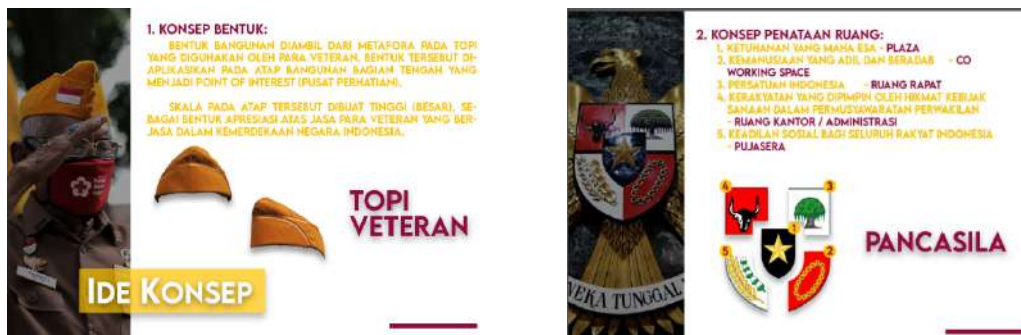 1. KONSEP BENTUK:
BENTUK BANGUNAN DIAMBIL DARI METAFORA PADA TOPI
YANG DIGUNAKAN OLEH PARA VETERAN. BENTUK TERSEBUT DI-
APLIKASIKAN PADA ATAP BANGUNAN BAGIAN TENGAH YANG
MENJADI POINT OF INTEREST (PUSAT PERHATIAN).
SKALA PADA ATAP TERSEBUT DIBUAT TINGGI (BESAR), SE-
BAGAI BENTUK APRESIASI ATAS JASA PARA VETERAN YANG BER-
JASA DALAM KEMERDEKAAN NEGARA INDONESIA.
TOPI
VETERAN
IDE KONSEP
2. KONSEP PENATAAN RUANG:
1. KETUHANAN YANG MAHA ESA - PLAZA
2. KEMANUSIAAN YANG ADIL DAN BERADAB - CO
WORKING SPACE
3. PERSATUAN INDONESIA - RUANG RAPAT
4. KERAKYATAN YANG DIPIMPIN OLEH HIKMAT KEBIJAK
SANAAN DALAM PERMUSYAWARATAN PERWAKILAN
- RUANG KANTOR / ADMINISTRASI
5. KEADILAN SOSIAL BAGI SELURUH RAKYAT INDONESIA
- PUJASERA
4
3
1
5
2
PANCASILA
NEKA TUNGGAL